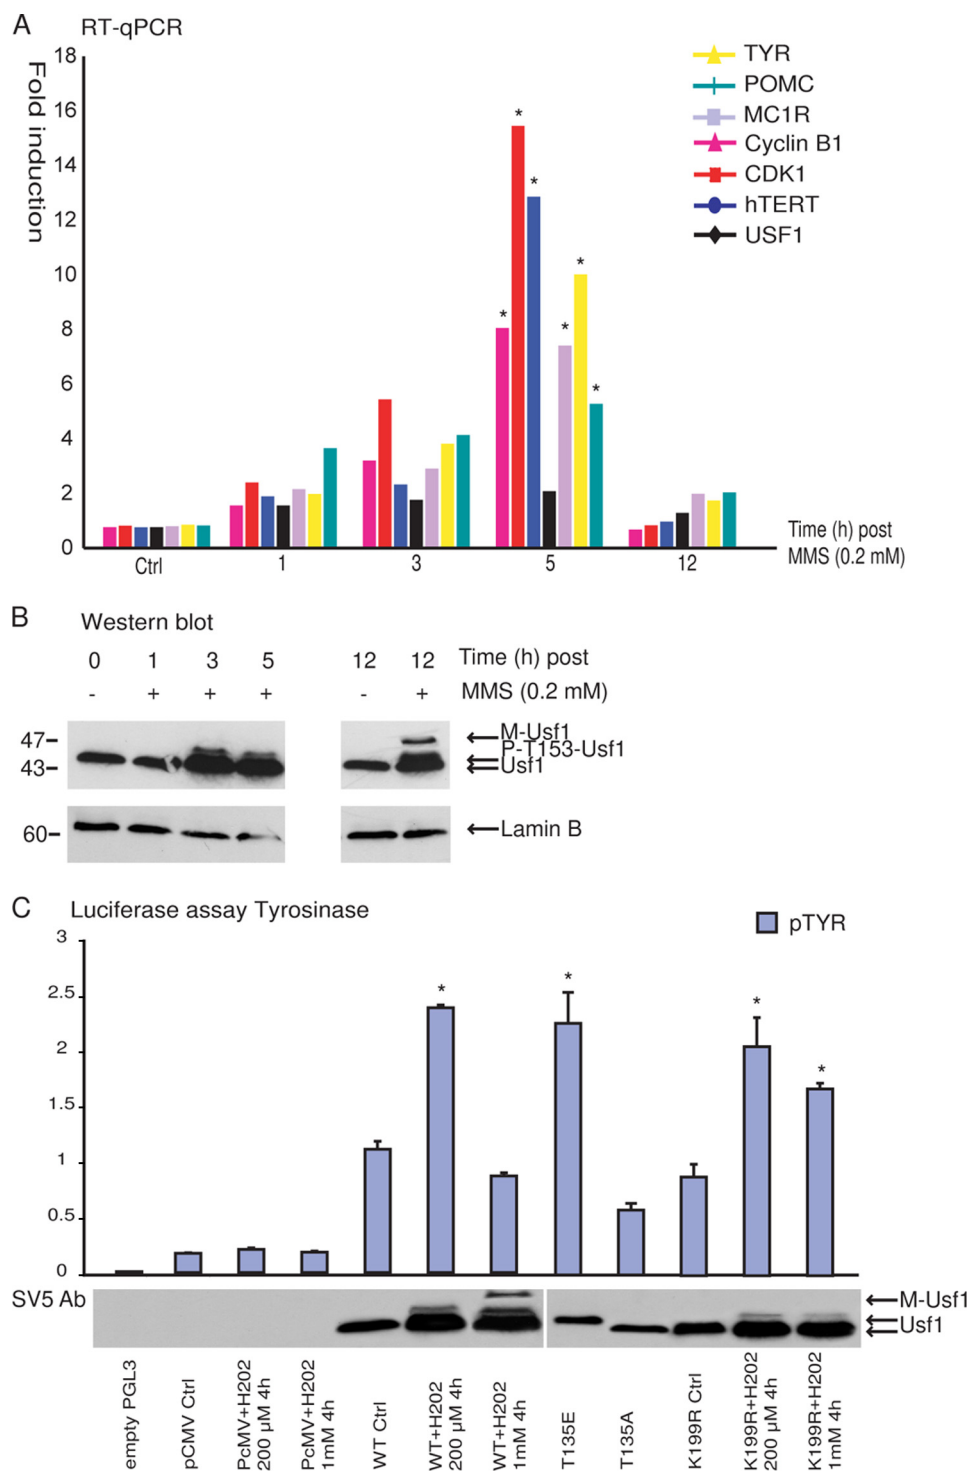 A RT-qPCR
Fold induction
18
16
14
12
10
8
6
4
2
0
* * * * * *
TYR
POMC
MC1R
Cyclin B1
CDK1
hTERT
USF1
Ctrl 1 3 5 12
Time (h) post
MMS (0.2 mM)
B Western blot
0 1 3 5 12 12 Time (h) post
- + + + - + MMS (0.2 mM)
47
43
M-Usf1
P-T153-Usf1
Usf1
60
Lamin B
C Luciferase assay Tyrosinase
pTYR
3
2.5
2
1.5
1
0.5
0
* * * *
SV5 Ab
M-Usf1
Usf1
empty PGL3
pCMV Ctrl
PcMV+H202
200 µM 4h
PcMV+H202
1mM 4h
WT Ctrl
WT+H202
200 µM 4h
WT+H202
1mM 4h
T135E
T135A
K199R Ctrl
K199R+H202
200 µM 4h
K199R+H202
1mM 4h